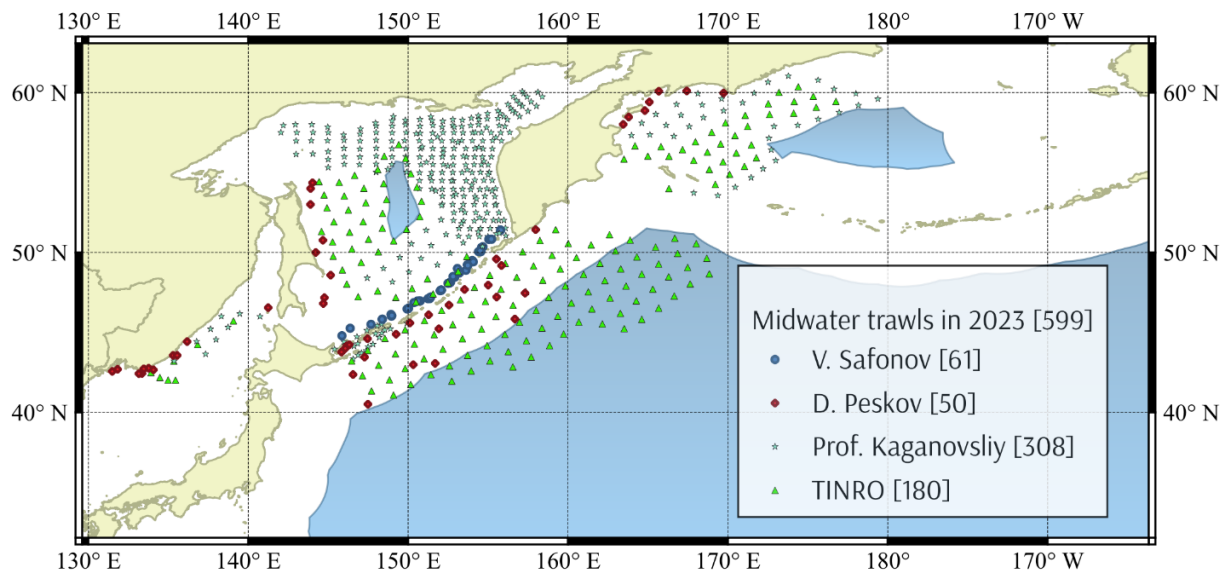 130° E 140° E 150° E 160° E 170° E 180° 170° W
60° N 60° N
50° N 50° N
Midwater trawls in 2023 [599]
V. Safonov [61]
D. Peskov [50]
40° N 40° N
Prof. Kaganovsliy [308]
TINRO [180]
130° E 140° E 150° E 160° E 170° E 180° 170° W